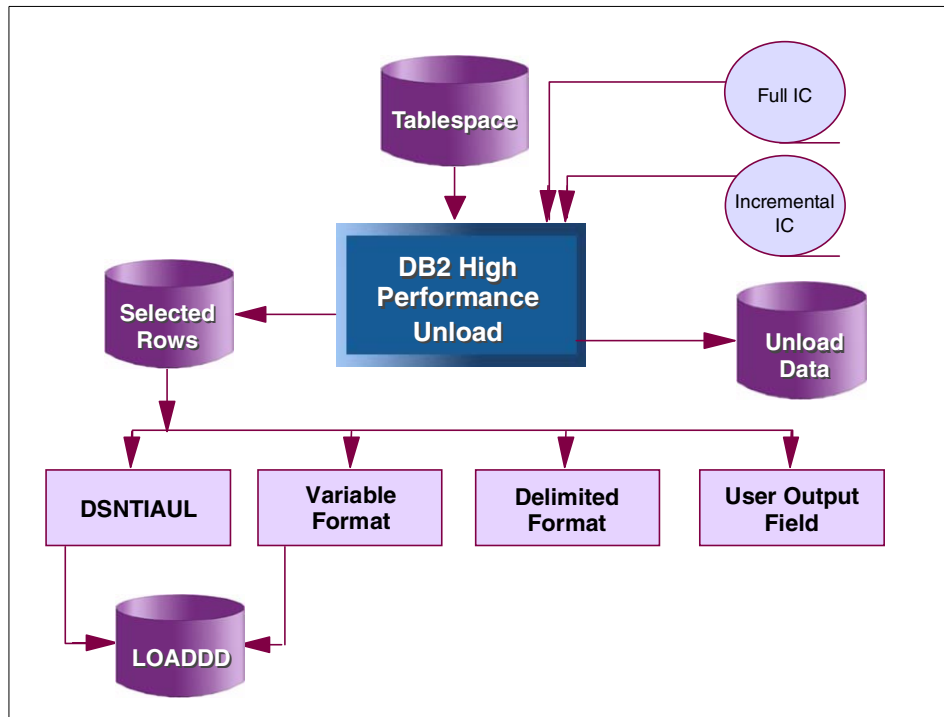 Tablespace
Full IC
Incremental
IC
DB2 High
Performance
Unload
Selected
Rows
Unload
Data
DSNTIAUL
Variable
Format
Delimited
Format
User Output
Field
LOADDD